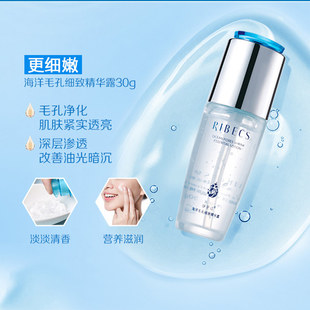 更细嫩
海洋毛孔细致精华露30g
毛孔净化
肌肤紧实透亮
深层渗透
改善油光暗沉
淡淡清香
营养滋润
RIBECS